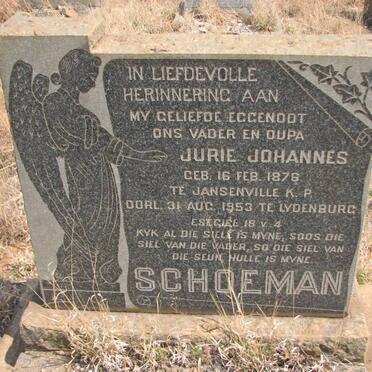 IN LIEFDEVOLLE
HERINNERING AAN
MY GELIEFDE EGGENOOT
ONS VADER EN OUPA
JURIE JOHANNES
GEB. 16 FEB. 1876
TE JANSENVILLE K. P.
OORL. 31 AUG. 1953 TE LYDENBURG
ESEGIEL 18 V. 4
KYK AL DIE SIELE IS MYNE, SOOS DIE
SIEL VAN DIE VADER, SO DIE SIEL VAN
DIE SEUN, HULLE IS MYNE
SCHOEMAN